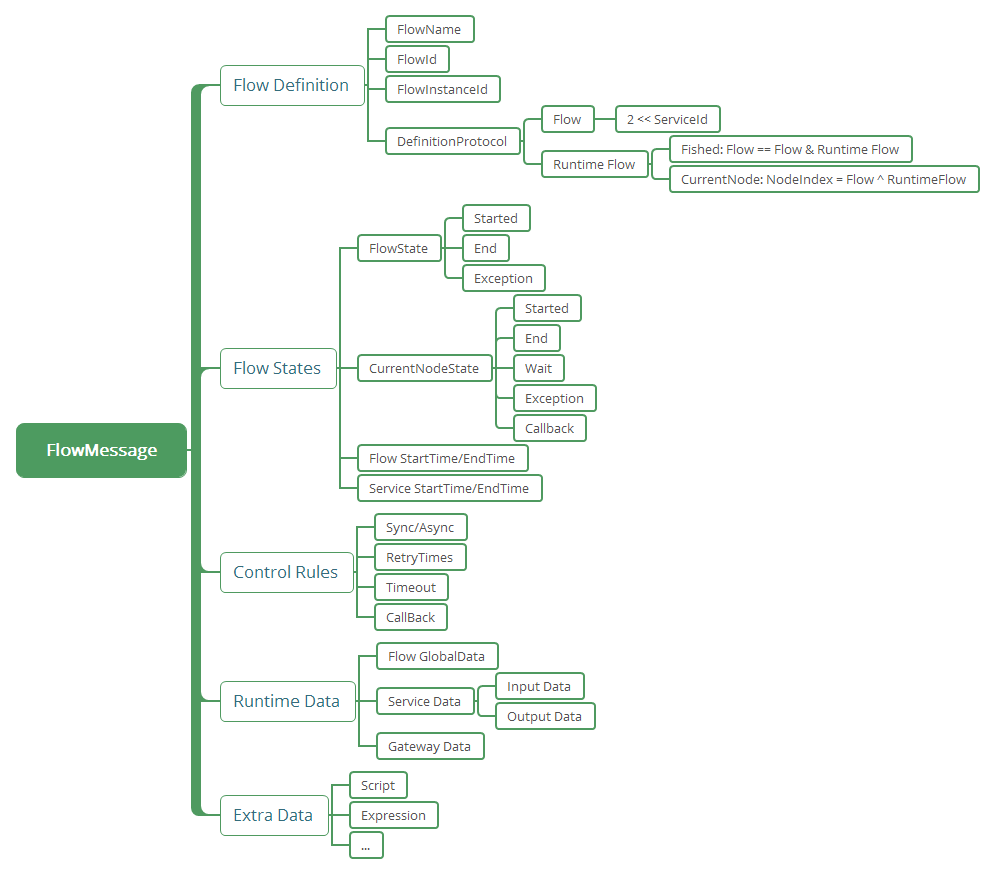 FlowMessage
Flow Definition
FlowName
FlowId
FlowInstanceId
DefinitionProtocol
Flow
2 << ServiceId
Runtime Flow
Fished: Flow == Flow & Runtime Flow
CurrentNode: NodeIndex = Flow ^ RuntimeFlow
Flow States
FlowState
Started
End
Exception
CurrentNodeState
Started
End
Wait
Exception
Callback
Flow StartTime/EndTime
Service StartTime/EndTime
Control Rules
Sync/Async
RetryTimes
Timeout
CallBack
Runtime Data
Flow GlobalData
Service Data
Input Data
Output Data
Gateway Data
Extra Data
Script
Expression
...